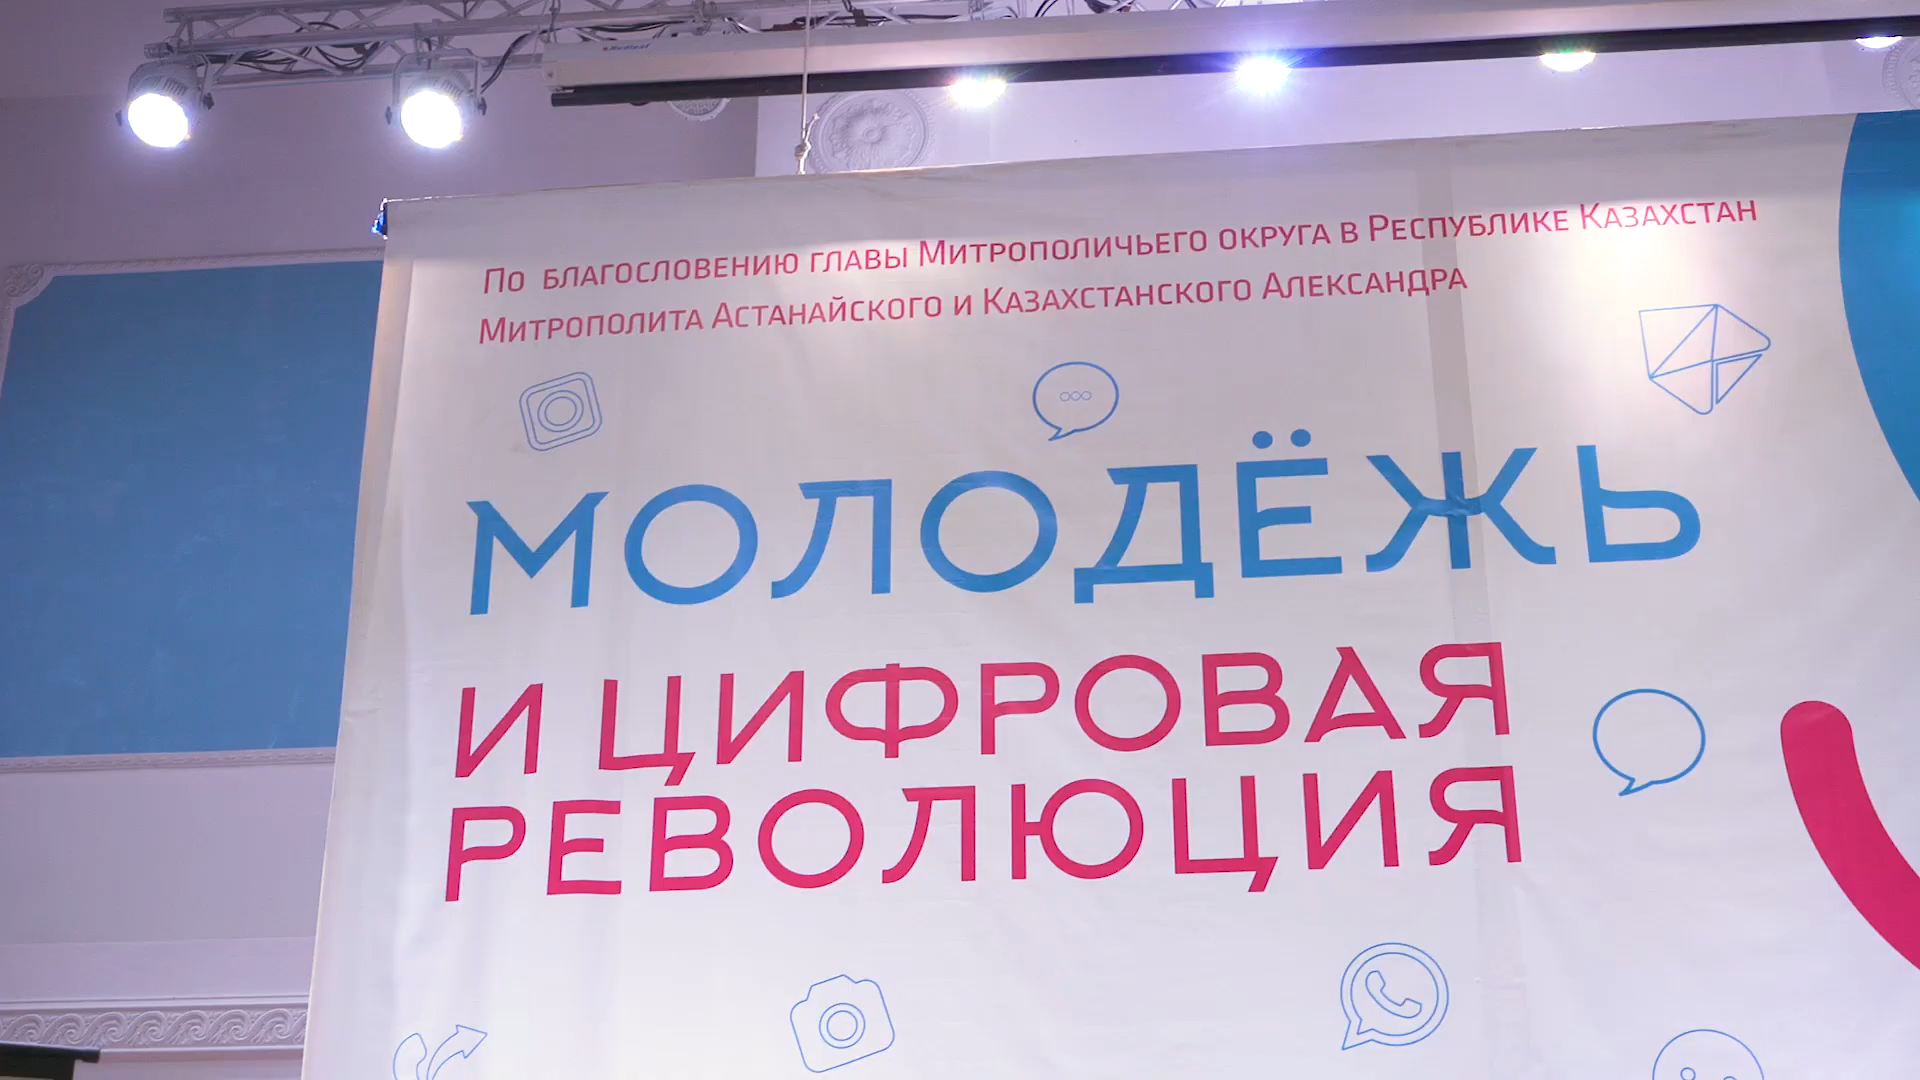 По благословению главы Митрополичьего округа в Республике Казахстан
Митрополита Астанайского и Казахстанского Александра
МОЛОДЁЖЬ
И ЦИФРОВАЯ
РЕВОЛЮЦИЯ